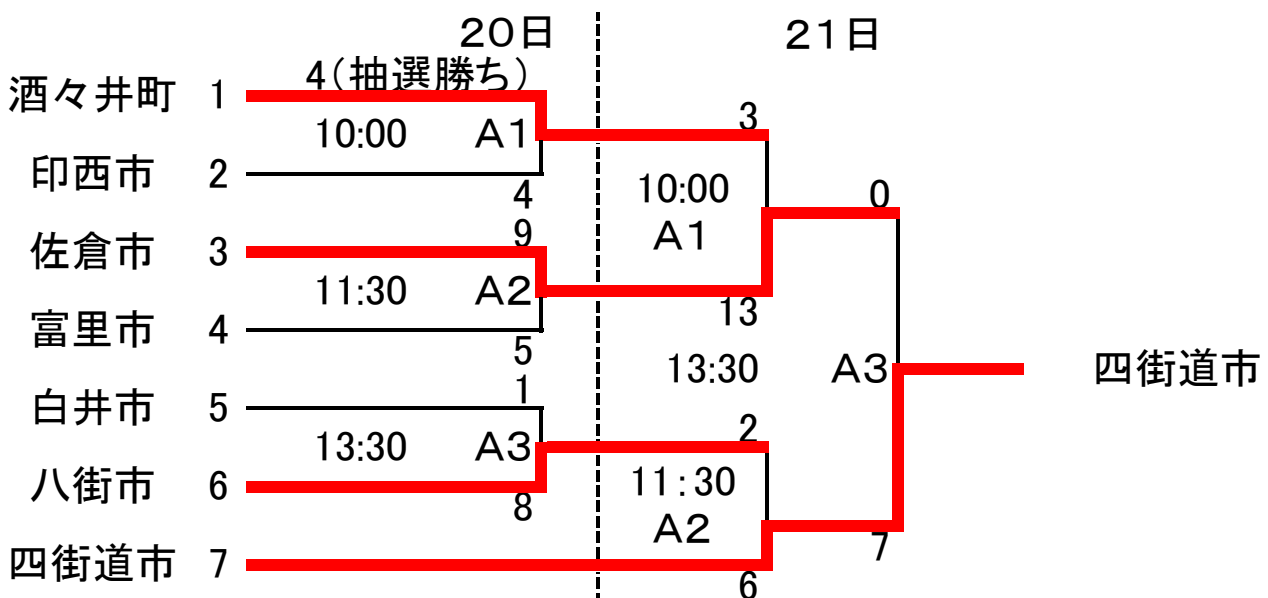 20日 21日
4(抽選勝ち)
酒々井町 1
10:00 A1
3
印西市 2
4
10:00
A1
0
9
佐倉市 3
11:30 A2
13
富里市 4
5
13:30 A3
四街道市
1
白井市 5
13:30 A3
2
八街市 6
8
11:30
A2
7
四街道市 7
6